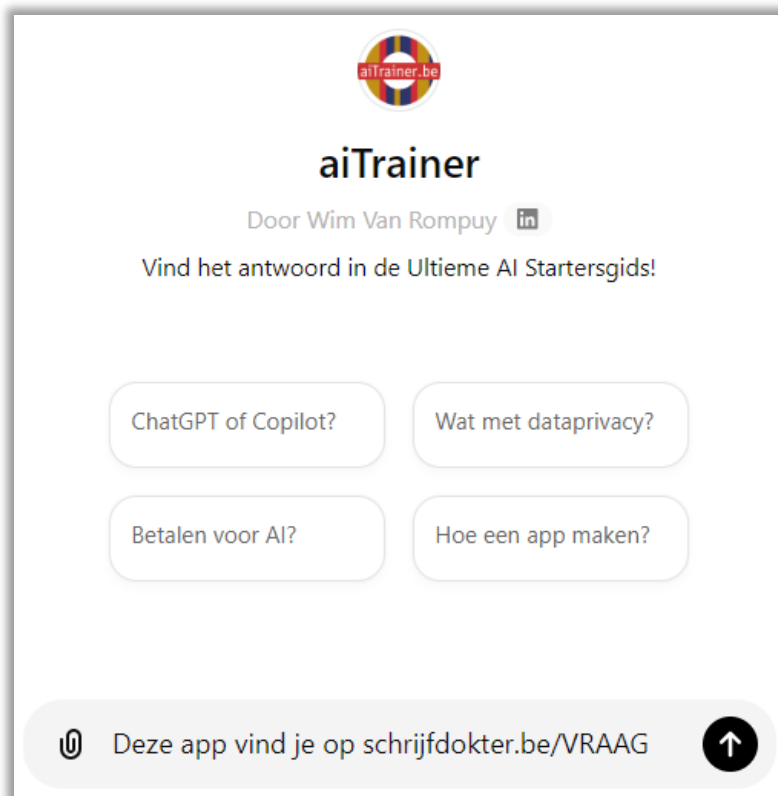 aiTrainer.be
aiTrainer
Door Wim Van Rompuy in
Vind het antwoord in de Ultieme AI Startersgids!
ChatGPT of Copilot?
Wat met dataprivacy?
Betalen voor AI?
Hoe een app maken?
Deze app vind je op schrijfdokter.be/VRAAG